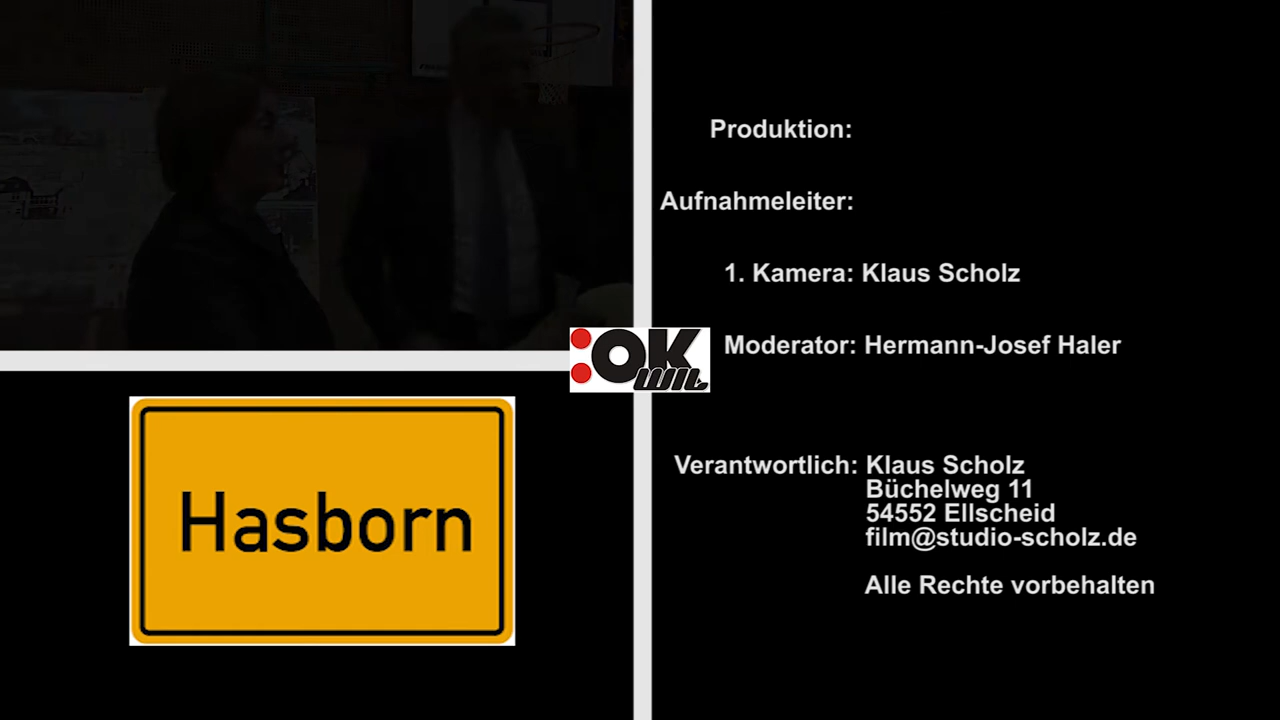 Produktion:
Aufnahmeleiter:
1. Kamera: Klaus Scholz
:OK
WIL
Moderator: Hermann-Josef Haler
Hasborn
Verantwortlich: Klaus Scholz
Büchelweg 11
54552 Ellscheid
film@studio-scholz.de
Alle Rechte vorbehalten